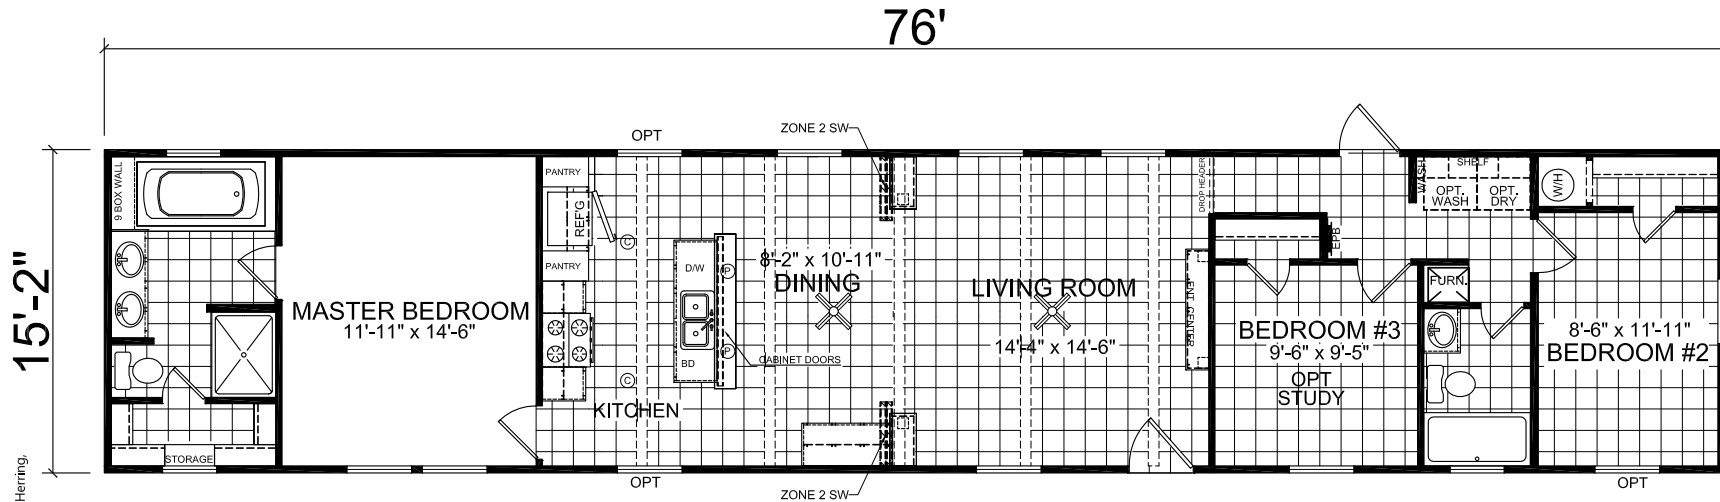 76'
OPT
ZONE 2 SW
15'-2"
9 BOX WALL
PANTRY
REF'G
PANTRY
C
C
D/W
BD
P
P
CABINET DOORS
8'-2" x 10'-11"
DINING
KITCHEN
MASTER BEDROOM
11'-11" x 14'-6"
STORAGE
LIVING ROOM
14'-4" x 14'-6"
DROP HEADER
ENT CENTER
EPB
WASH
SHELF
OPT.
WASH
OPT.
DRY
W/H
FURN.
BEDROOM #3
9'-6" x 9'-5"
OPT
STUDY
8'-6" x 11'-11"
BEDROOM #2
OPT
ZONE 2 SW
OPT
Herring,